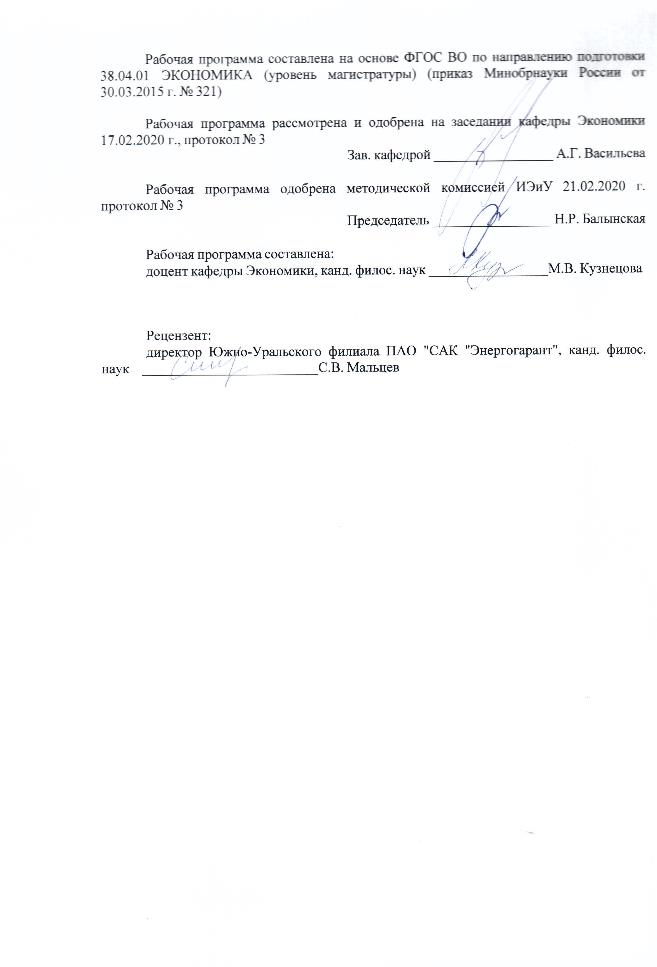 Рабочая программа составлена на основе ФГОС ВО по направлению подготовки
38.04.01 ЭКОНОМИКА (уровень магистратуры) (приказ Минобрнауки России от
30.03.2015 г. № 321)
Рабочая программа рассмотрена и одобрена на заседании кафедры Экономики
17.02.2020 г., протокол № 3
Зав. кафедрой _________________ А.Г. Васильева
Рабочая программа одобрена методической комиссией ИЭиУ 21.02.2020 г.
протокол № 3
Председатель _________________ Н.Р. Балынская
Рабочая программа составлена:
доцент кафедры Экономики, канд. филос. наук _________________М.В. Кузнецова
Рецензент:
директор Южно-Уральского филиала ПАО "САК "Энергогарант", канд. филос.
наук _________________________С.В. Мальцев